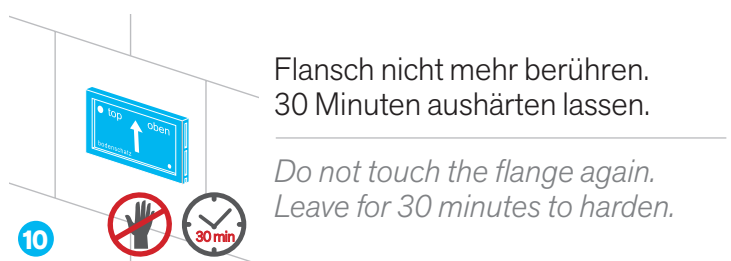 top
oben
bodenschatz
30 min
10
Flansch nicht mehr berühren.
30 Minuten aushärten lassen.
Do not touch the flange again.
Leave for 30 minutes to harden.